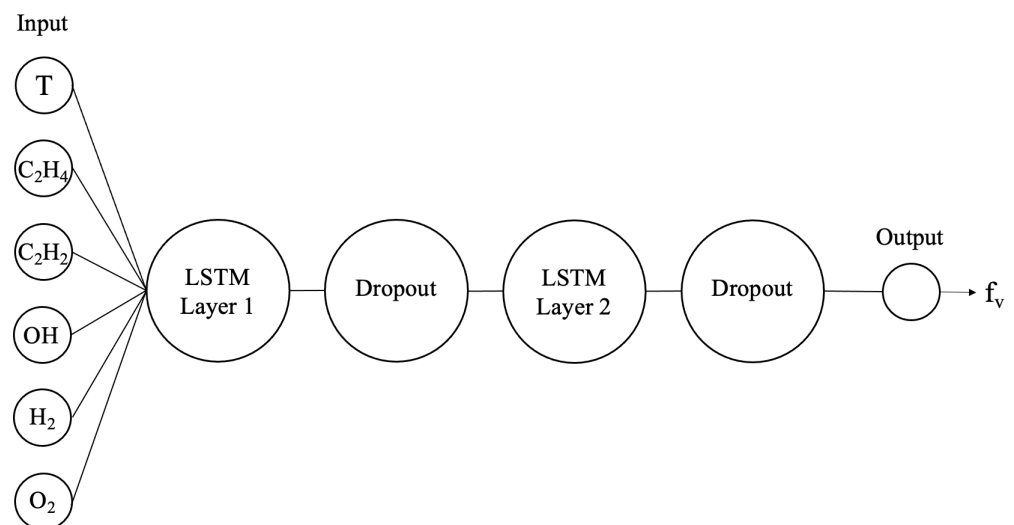 Input
T
C₂H₄
C₂H₂
OH
H₂
O₂
LSTM
Layer 1
Dropout
LSTM
Layer 2
Dropout
Output
fᵥ